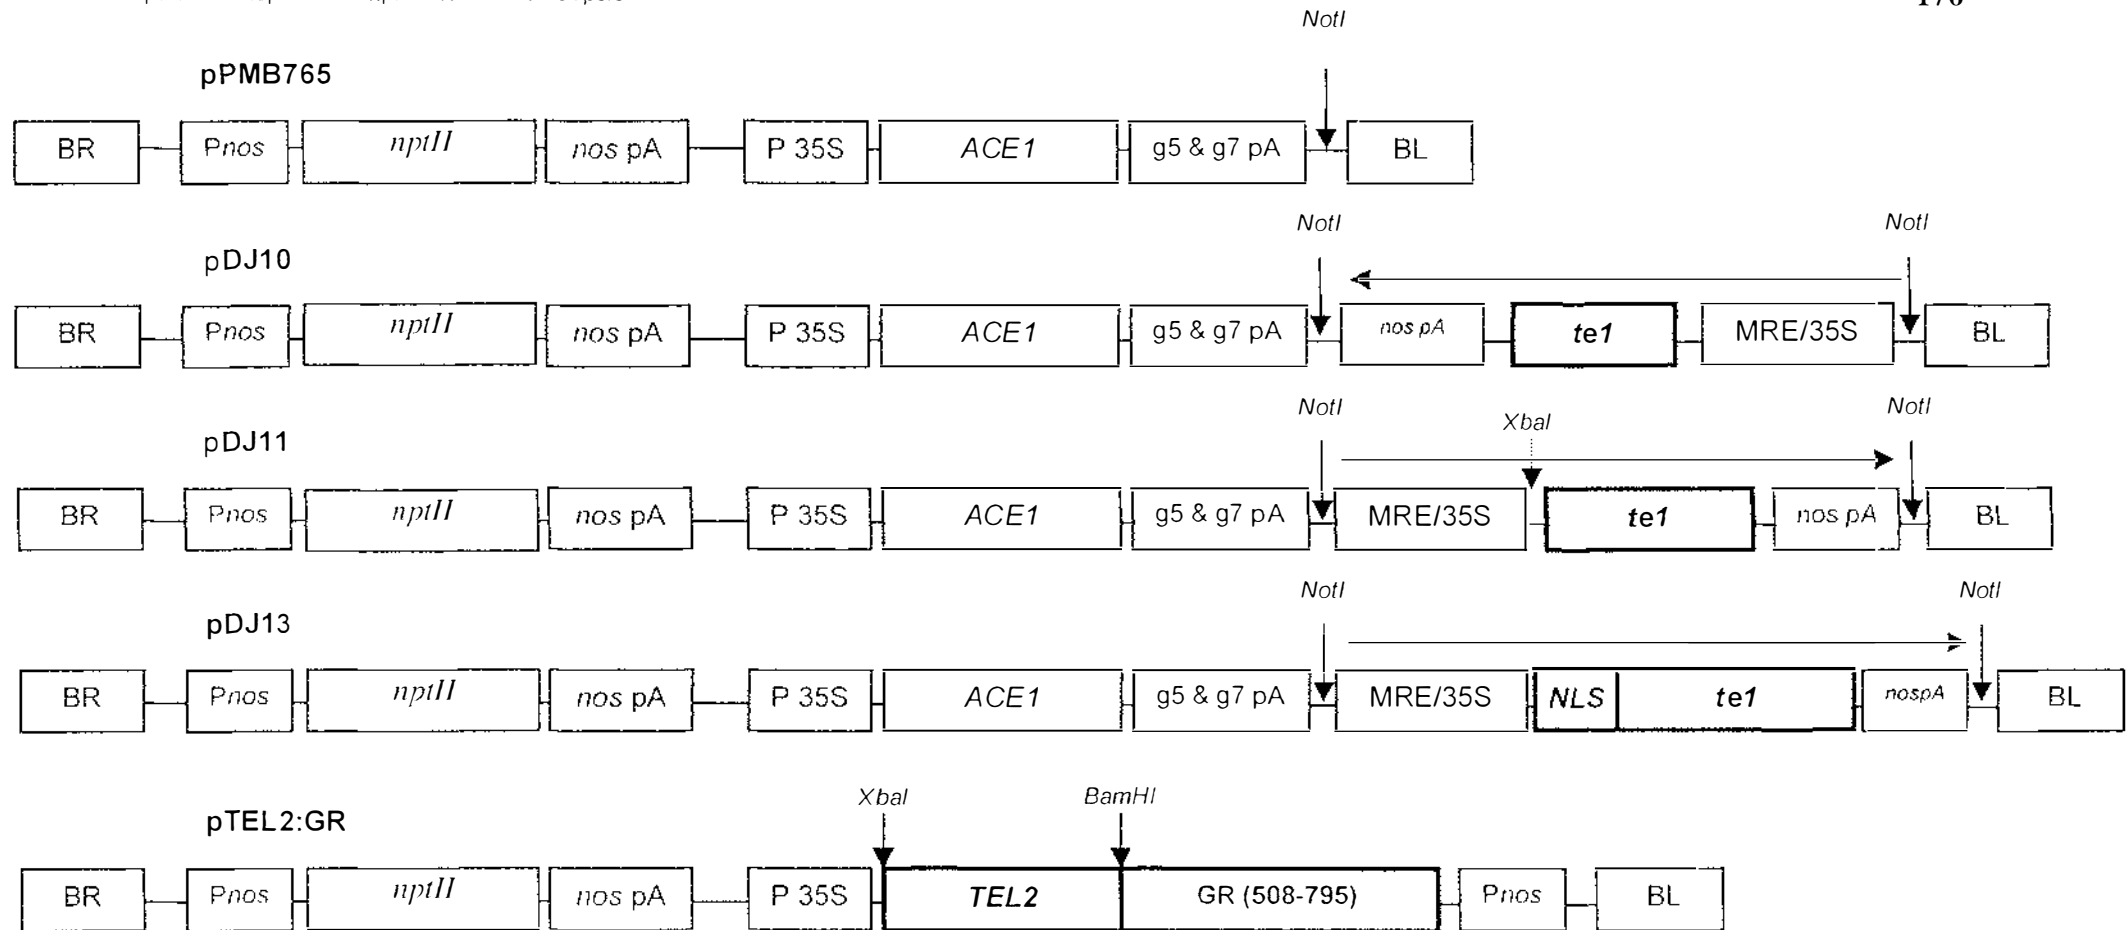 NotI
pPMB765
BR Pnos nptII nos pA P 35S ACE1 g5 & g7 pA BL
NotI NotI
pDJ10
BR Pnos nptII nos pA P 35S ACE1 g5 & g7 pA nos pA te1 MRE/35S BL
NotI XbaI NotI
pDJ11
BR Pnos nptII nos pA P 35S ACE1 g5 & g7 pA MRE/35S te1 nos pA BL
NotI NotI
pDJ13
BR Pnos nptII nos pA P 35S ACE1 g5 & g7 pA MRE/35S NLS te1 nospA BL
XbaI BamHI
pTEL2:GR
BR Pnos nptII nos pA P 35S TEL2 GR (508-795) Pnos BL